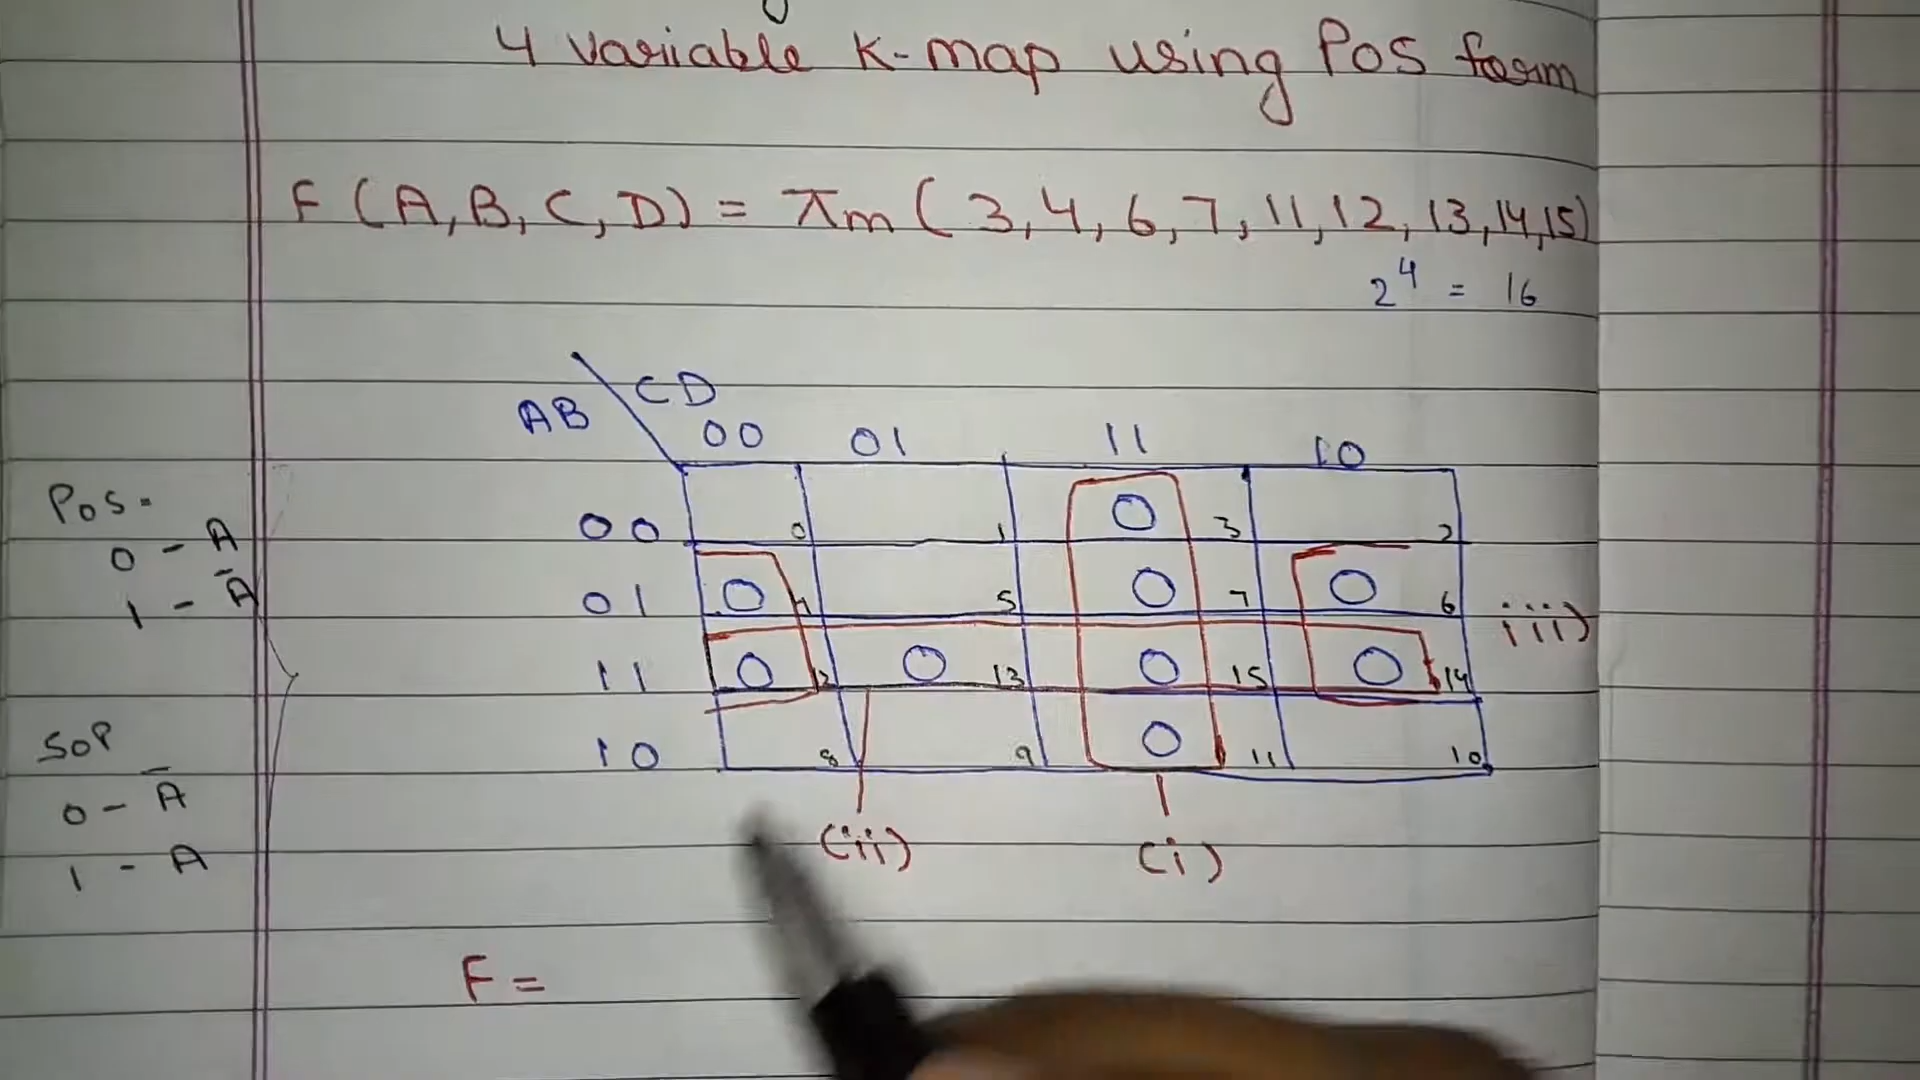 4 variable K-map using POS form
F (A, B, C, D) = πm ( 3, 4, 6, 7, 11, 12, 13, 14, 15)
2⁴ = 16
AB CD
00 01 11 10
00 0 1 0 3 2
01 0 4 5 0 7 0 6 iii)
11 0 12 0 13 0 15 0 14
10 8 9 0 11 10
(ii) (i)
POS-
0 - A
1 - Ā
SOP
0 - Ā
1 - A
F =